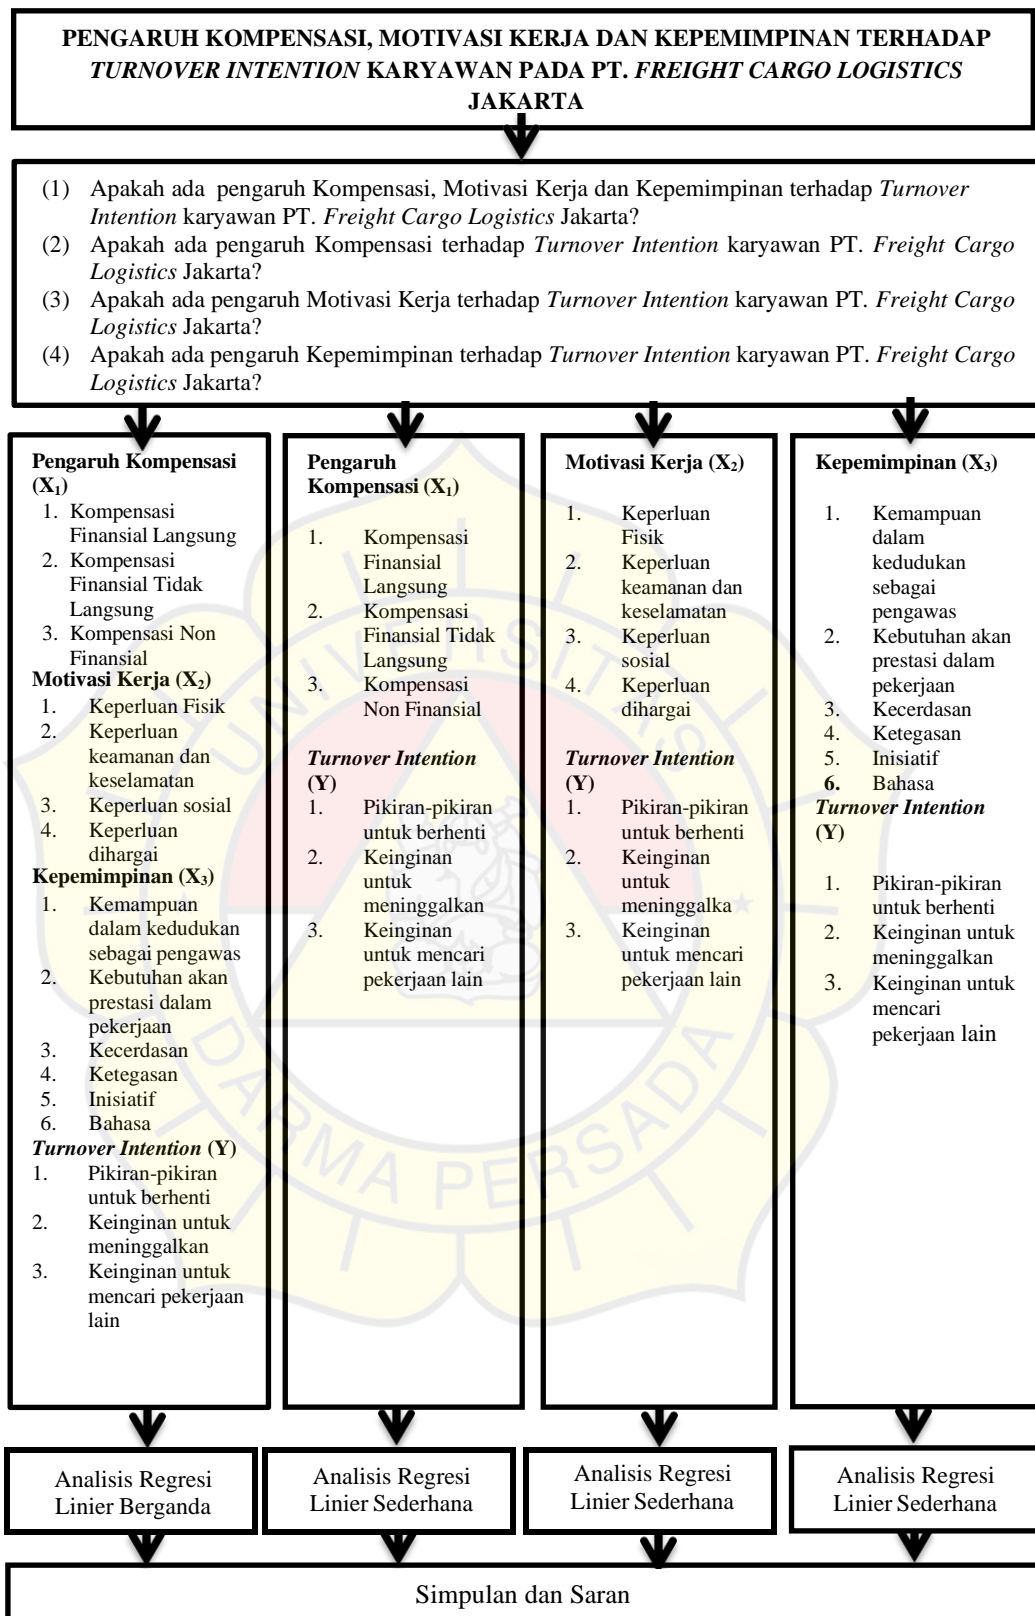 PENGARUH KOMPENSASI, MOTIVASI KERJA DAN KEPEMIMPINAN TERHADAP
TURNOVER INTENTION KARYAWAN PADA PT. FREIGHT CARGO LOGISTICS
JAKARTA
(1) Apakah ada pengaruh Kompensasi, Motivasi Kerja dan Kepemimpinan terhadap Turnover
Intention karyawan PT. Freight Cargo Logistics Jakarta?
(2) Apakah ada pengaruh Kompensasi terhadap Turnover Intention karyawan PT. Freight Cargo
Logistics Jakarta?
(3) Apakah ada pengaruh Motivasi Kerja terhadap Turnover Intention karyawan PT. Freight Cargo
Logistics Jakarta?
(4) Apakah ada pengaruh Kepemimpinan terhadap Turnover Intention karyawan PT. Freight Cargo
Logistics Jakarta?
Pengaruh Kompensasi
(X₁)
1. Kompensasi
Finansial Langsung
2. Kompensasi
Finansial Tidak
Langsung
3. Kompensasi Non
Finansial
Motivasi Kerja (X₂)
1. Keperluan Fisik
2. Keperluan
keamanan dan
keselamatan
3. Keperluan sosial
4. Keperluan
dihargai
Kepemimpinan (X₃)
1. Kemampuan
dalam kedudukan
sebagai pengawas
2. Kebutuhan akan
prestasi dalam
pekerjaan
3. Kecerdasan
4. Ketegasan
5. Inisiatif
6. Bahasa
Turnover Intention (Y)
1. Pikiran-pikiran
untuk berhenti
2. Keinginan untuk
meninggalkan
3. Keinginan untuk
mencari pekerjaan
lain
Pengaruh
Kompensasi (X₁)
1. Kompensasi
Finansial
Langsung
2. Kompensasi
Finansial Tidak
Langsung
3. Kompensasi
Non Finansial
Turnover Intention
(Y)
1. Pikiran-pikiran
untuk berhenti
2. Keinginan
untuk
meninggalkan
3. Keinginan
untuk mencari
pekerjaan lain
Motivasi Kerja (X₂)
1. Keperluan
Fisik
2. Keperluan
keamanan dan
keselamatan
3. Keperluan
sosial
4. Keperluan
dihargai
Turnover Intention
(Y)
1. Pikiran-pikiran
untuk berhenti
2. Keinginan
untuk
meninggalka
3. Keinginan
untuk mencari
pekerjaan lain
Kepemimpinan (X₃)
1. Kemampuan
dalam
kedudukan
sebagai
pengawas
2. Kebutuhan akan
prestasi dalam
pekerjaan
3. Kecerdasan
4. Ketegasan
5. Inisiatif
6. Bahasa
Turnover Intention
(Y)
1. Pikiran-pikiran
untuk berhenti
2. Keinginan untuk
meninggalkan
3. Keinginan untuk
mencari
pekerjaan lain
UNIVERSITAS
DARMA PERSADA
Analisis Regresi
Linier Berganda
Analisis Regresi
Linier Sederhana
Analisis Regresi
Linier Sederhana
Analisis Regresi
Linier Sederhana
Simpulan dan Saran